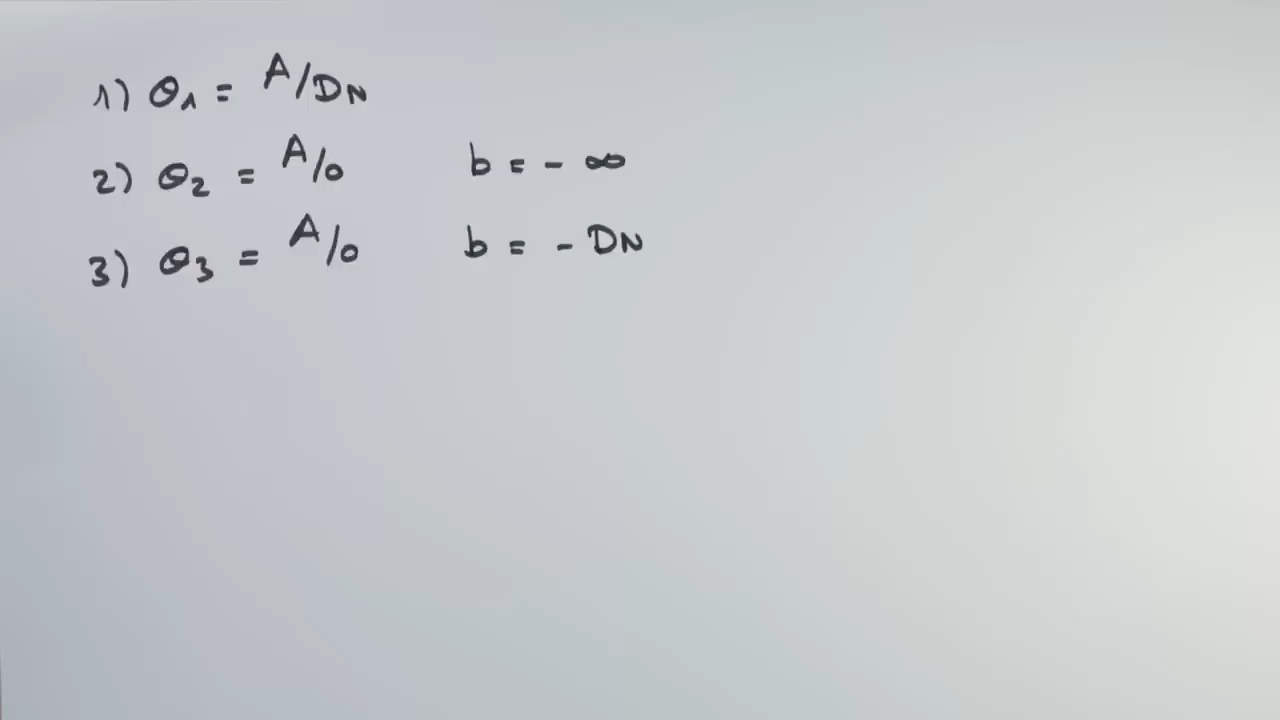 1) Θ1 = A/DN
2) Θ2 = A/0 b = - ∞
3) Θ3 = A/0 b = - DN